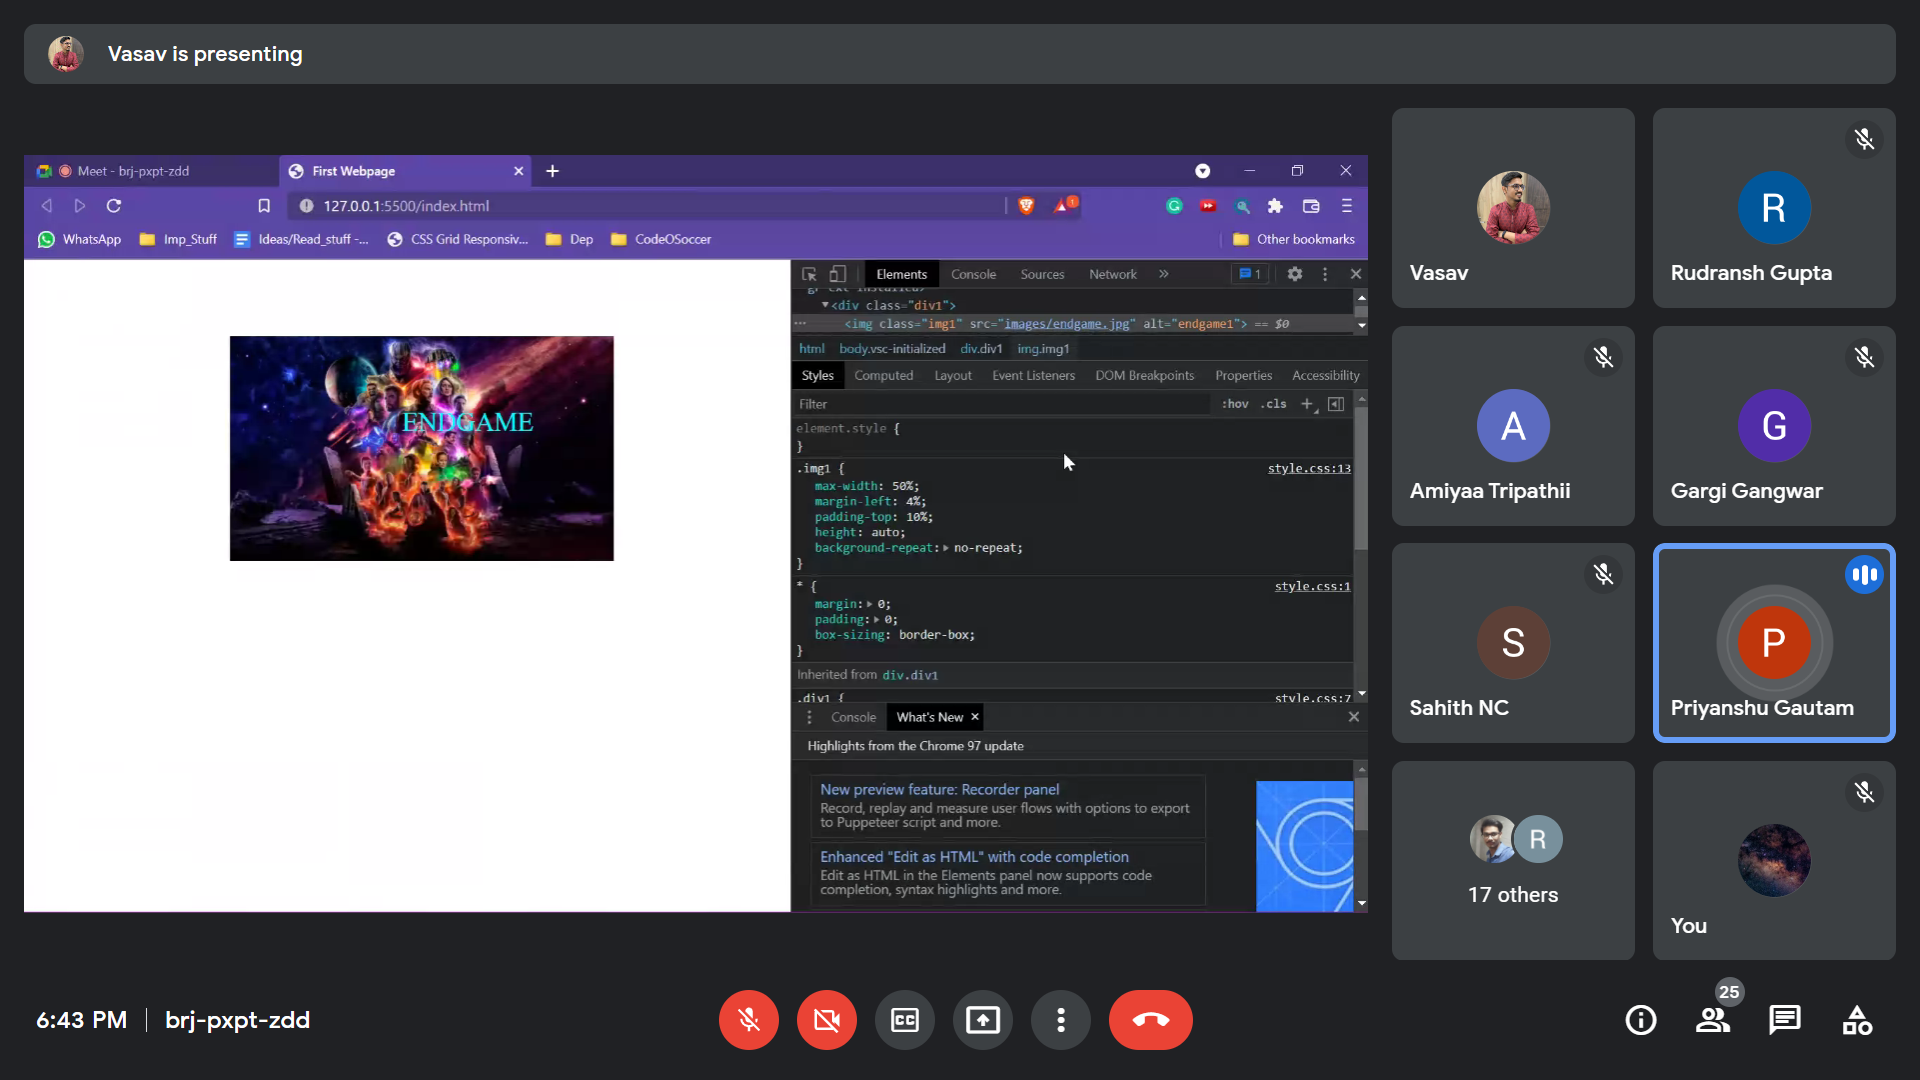 Vasav is presenting
Meet - brj-pxpt-zdd
First Webpage
127.0.0.1:5500/index.html
1
WhatsApp
Imp_Stuff
Ideas/Read_stuff -...
CSS Grid Responsiv...
Dep
CodeOSoccer
Other bookmarks
ENDGAME
Elements
Console
Sources
Network
»
1
<div class="div1">
<img class="img1" src="images/endgame.jpg" alt="endgame1"> == $0
html
body.vsc-initialized
div.div1
img.img1
Styles
Computed
Layout
Event Listeners
DOM Breakpoints
Properties
Accessibility
Filter
:hov
.cls
element.style {
}
.img1 {
style.css:13
max-width: 50%;
margin-left: 4%;
padding-top: 10%;
height: auto;
background-repeat: no-repeat;
}
* {
style.css:1
margin: 0;
padding: 0;
box-sizing: border-box;
}
Inherited from div.div1
.div1 {
style.css:7
Console
What's New
Highlights from the Chrome 97 update
New preview feature: Recorder panel
Record, replay and measure user flows with options to export
to Puppeteer script and more.
Enhanced "Edit as HTML" with code completion
Edit as HTML in the Elements panel now supports code
completion, syntax highlights and more.
Vasav
R
Rudransh Gupta
A
Amiyaa Tripathii
G
Gargi Gangwar
S
Sahith NC
P
Priyanshu Gautam
R
17 others
You
6:43 PM
brj-pxpt-zdd
CC
25